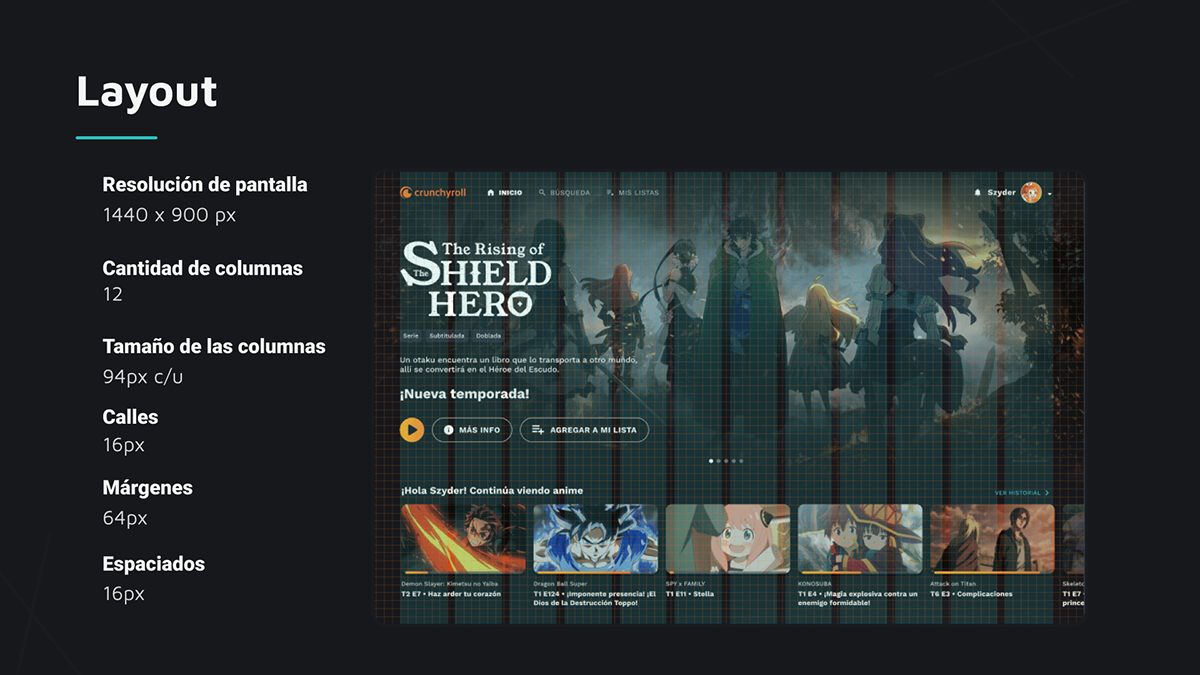 Layout
Resolución de pantalla
1440 x 900 px
Cantidad de columnas
12
Tamaño de las columnas
94px c/u
Calles
16px
Márgenes
64px
Espaciados
16px
crunchyroll INICIO BÚSQUEDA MIS LISTAS Szyder
The Rising of
The SHIELD
HERO
Serie Subtitulada Doblada
Un otaku encuentra un libro que lo transporta a otro mundo,
allí se convertirá en el Héroe del Escudo.
¡Nueva temporada!
MÁS INFO AGREGAR A MI LISTA
¡Hola Szyder! Continúa viendo anime VER HISTORIAL
Demon Slayer: Kimetsu no Yaiba
T2 E7 • Haz arder tu corazón
Dragon Ball Super
T1 E124 • ¡Imponente presencia! ¡El
Dios de la Destrucción Toppo!
SPY x FAMILY
T1 E11 • Stella
KONOSUBA
T1 E4 • ¡Magia explosiva contra un
enemigo formidable!
Attack on Titan
T6 E3 • Complicaciones
Skelet
T1 E7 •
prince